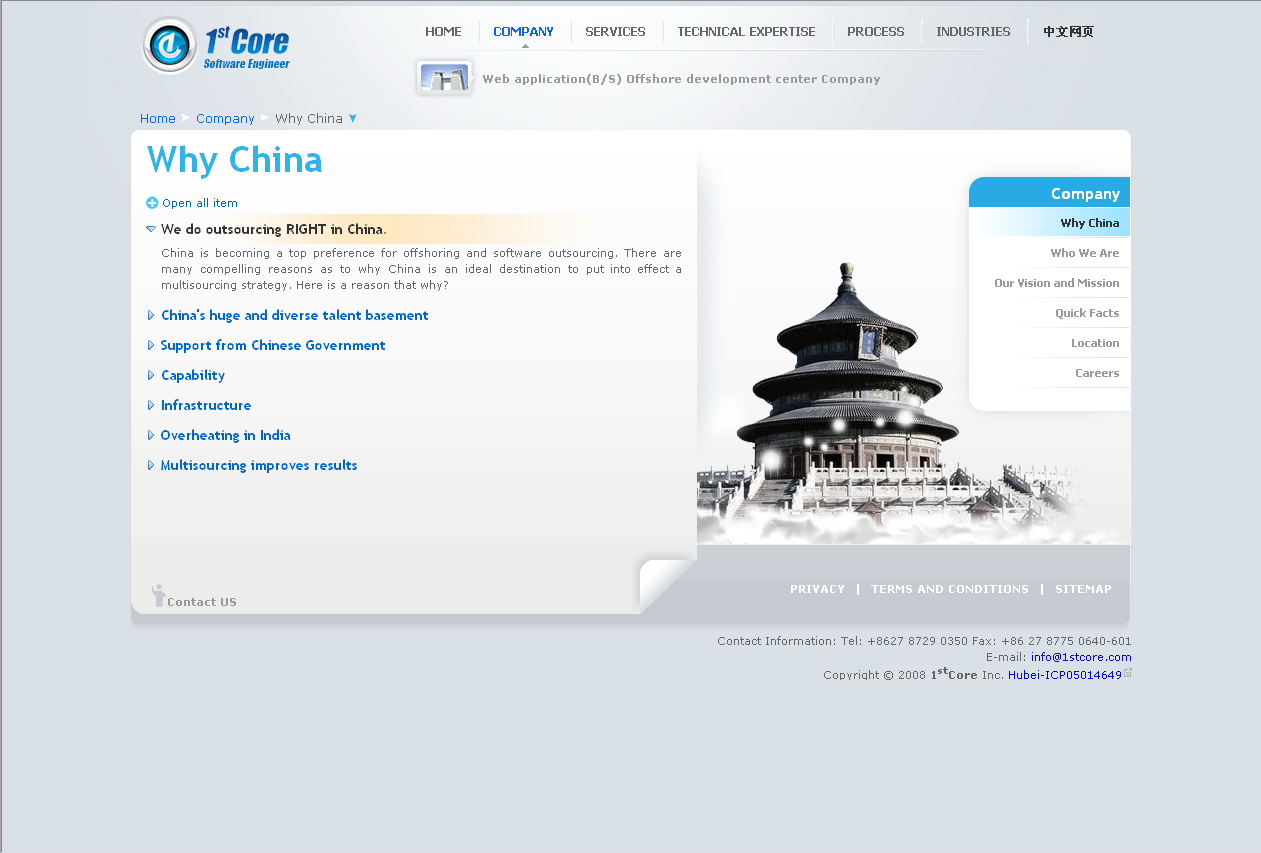 1st Core
Software Engineer
HOME COMPANY SERVICES TECHNICAL EXPERTISE PROCESS INDUSTRIES 中文网页
Web application(B/S) Offshore development center Company
Home Company Why China
Why China
Open all item
We do outsourcing RIGHT in China.
China is becoming a top preference for offshoring and software outsourcing. There are
many compelling reasons as to why China is an ideal destination to put into effect a
multisourcing strategy. Here is a reason that why?
China's huge and diverse talent basement
Support from Chinese Government
Capability
Infrastructure
Overheating in India
Multisourcing improves results
Contact US
Company
Why China
Who We Are
Our Vision and Mission
Quick Facts
Location
Careers
PRIVACY | TERMS AND CONDITIONS | SITEMAP
Contact Information: Tel: +8627 8729 0350 Fax: +86 27 8775 0640-601
E-mail: info@1stcore.com
Copyright © 2008 1stCore Inc. Hubei-ICP05014649